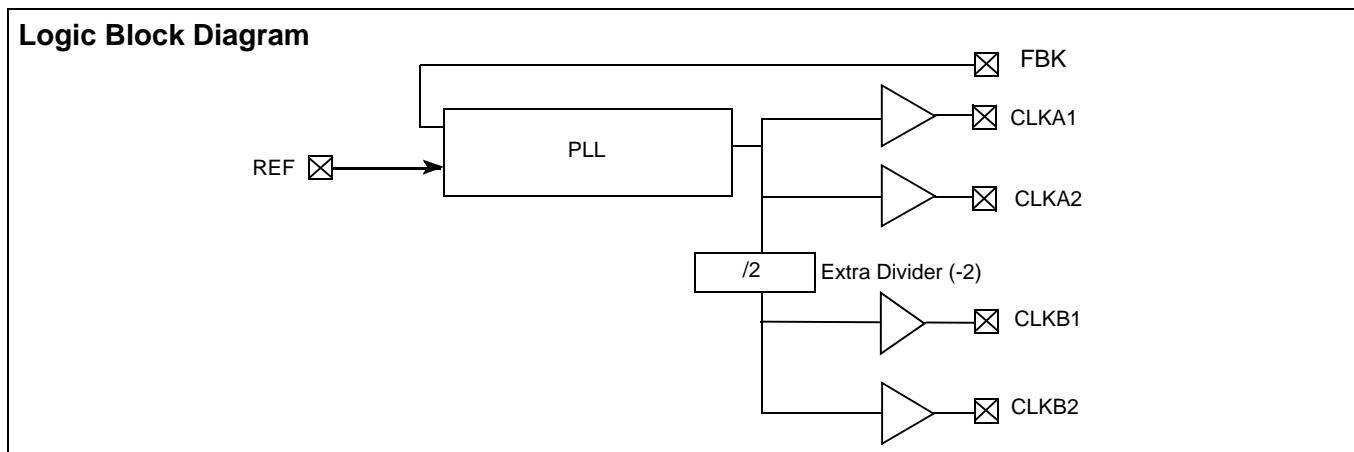 Logic Block Diagram
FBK
CLKA1
PLL
REF
CLKA2
/2
Extra Divider (-2)
CLKB1
CLKB2